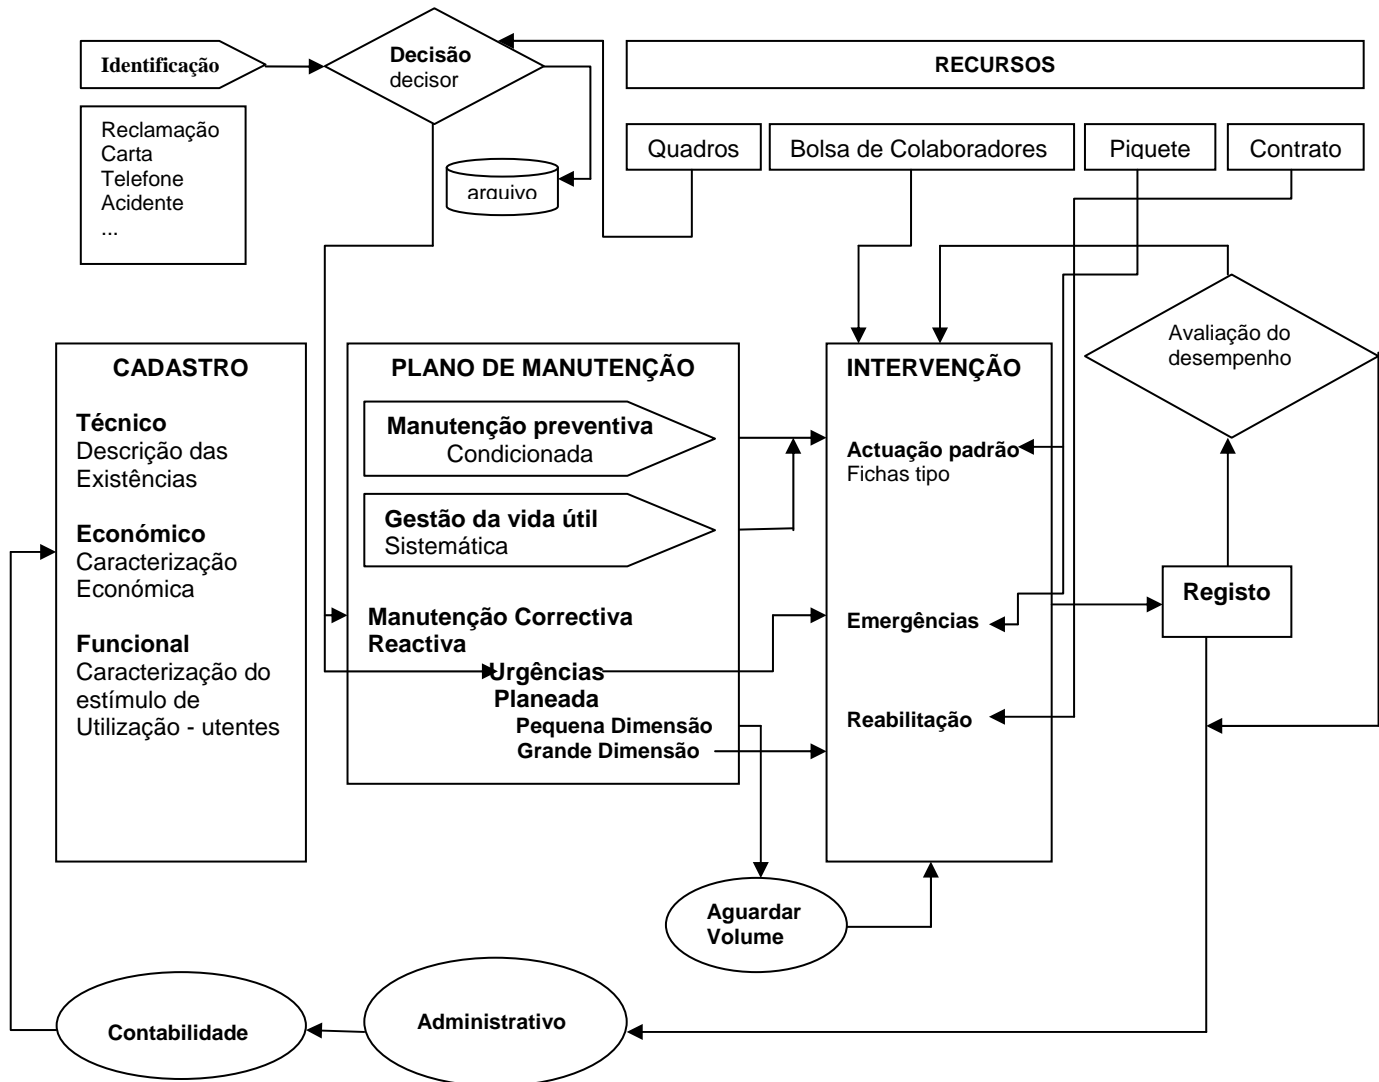 Identificação
Decisão
decisor
RECURSOS
Reclamação
Carta
Telefone
Acidente
...
arquivo
Quadros
Bolsa de Colaboradores
Piquete
Contrato
Avaliação do
desempenho
CADASTRO
Técnico
Descrição das
Existências
Económico
Caracterização
Económica
Funcional
Caracterização do
estímulo de
Utilização - utentes
PLANO DE MANUTENÇÃO
Manutenção preventiva
Condicionada
Gestão da vida útil
Sistemática
Manutenção Correctiva
Reactiva
Urgências
Planeada
Pequena Dimensão
Grande Dimensão
INTERVENÇÃO
Actuação padrão
Fichas tipo
Emergências
Reabilitação
Registo
Aguardar
Volume
Contabilidade
Administrativo